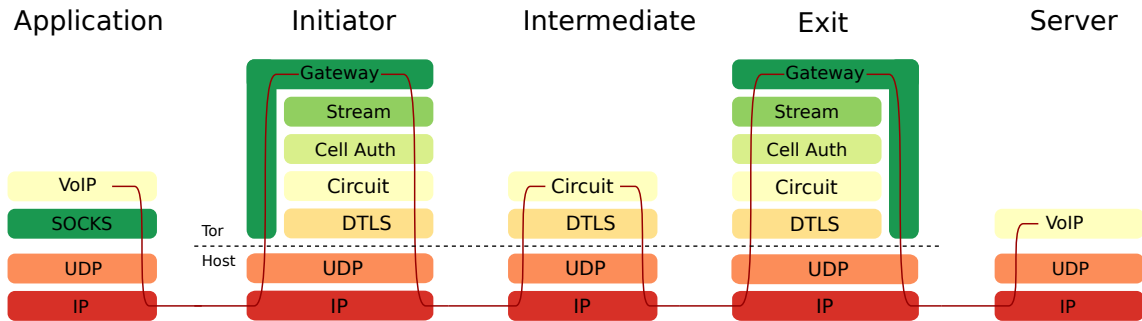 Application Initiator Intermediate Exit Server
Gateway Gateway
Stream Stream
Cell Auth Cell Auth
VoIP Circuit Circuit Circuit
SOCKS DTLS DTLS DTLS VoIP
Tor
Host
UDP UDP UDP UDP UDP
IP IP IP IP IP